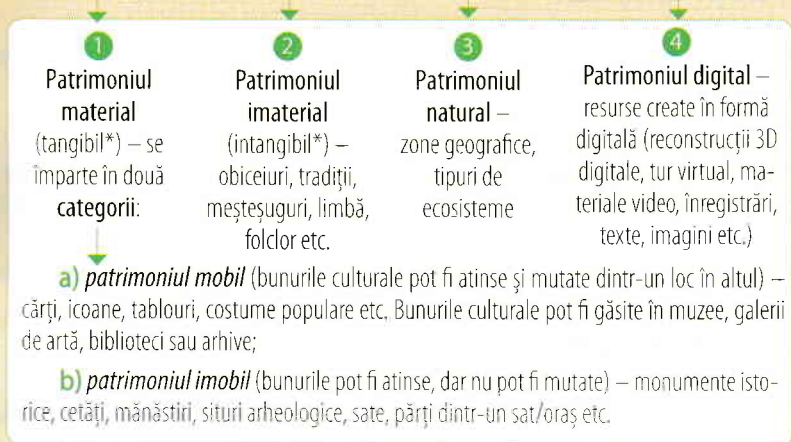 1
Patrimoniul
material
(tangibil*) – se
împarte în două
categorii:
2
Patrimoniul
imaterial
(intangibil*) –
obiceiuri, tradiții,
meșteșuguri, limbă,
folclor etc.
3
Patrimoniul
natural –
zone geografice,
tipuri de
ecosisteme
4
Patrimoniul digital –
resurse create în formă
digitală (reconstrucții 3D
digitale, tur virtual, ma-
teriale video, înregistrări,
texte, imagini etc.)
a) patrimoniul mobil (bunurile culturale pot fi atinse și mutate dintr-un loc în altul) –
cărți, icoane, tablouri, costume populare etc. Bunurile culturale pot fi găsite în muzee, galerii
de artă, biblioteci sau arhive;
b) patrimoniul imobil (bunurile pot fi atinse, dar nu pot fi mutate) – monumente isto-
rice, cetăți, mănăstiri, situri arheologice, sate, părți dintr-un sat/oraș etc.